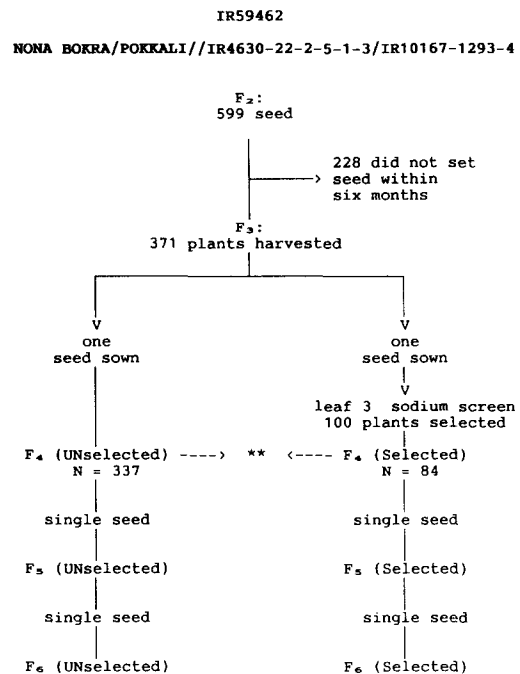 IR59462
NONA BOKRA/POKKALI//IR4630-22-2-5-1-3/IR10167-1293-4
F₂:
599 seed
228 did not set
seed within
six months
F₃:
371 plants harvested
V
one
seed sown
V
one
seed sown
V
leaf 3 sodium screen
100 plants selected
F₄ (UNselected) ----> ** <---- F₄ (Selected)
N = 337
N = 84
single seed
single seed
F₅ (UNselected)
F₅ (Selected)
single seed
single seed
F₆ (UNselected)
F₆ (Selected)